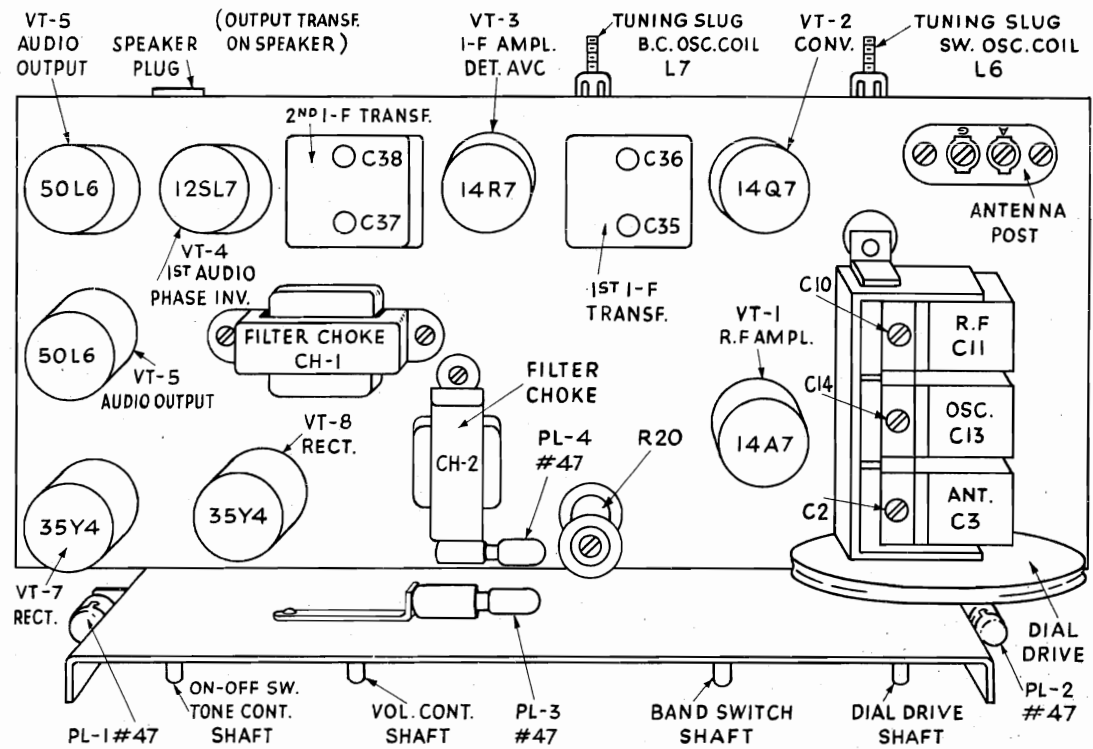 VT-5
AUDIO
OUTPUT
SPEAKER
PLUG
(OUTPUT TRANSF.
ON SPEAKER)
VT-3
I-F AMPL.
DET. AVC
TUNING SLUG
B.C. OSC. COIL
L7
VT-2
CONV.
TUNING SLUG
SW. OSC. COIL
L6
2ND I-F TRANSF.
C38
C37
C36
C35
50L6
12SL7
14R7
14Q7
G
A
ANTENNA
POST
VT-4
1ST AUDIO
PHASE INV.
1ST I-F
TRANSF.
C10
R.F
C11
FILTER CHOKE
CH-1
VT-1
R.F AMPL.
50L6
VT-5
AUDIO OUTPUT
FILTER
CHOKE
C14
OSC.
C13
VT-8
RECT.
CH-2
PL-4
#47
R20
14A7
C2
ANT.
C3
35Y4
35Y4
VT-7
RECT.
DIAL
DRIVE
PL-1 #47
ON-OFF SW.
TONE CONT.
SHAFT
VOL. CONT.
SHAFT
PL-3
#47
BAND SWITCH
SHAFT
DIAL DRIVE
SHAFT
PL-2
#47